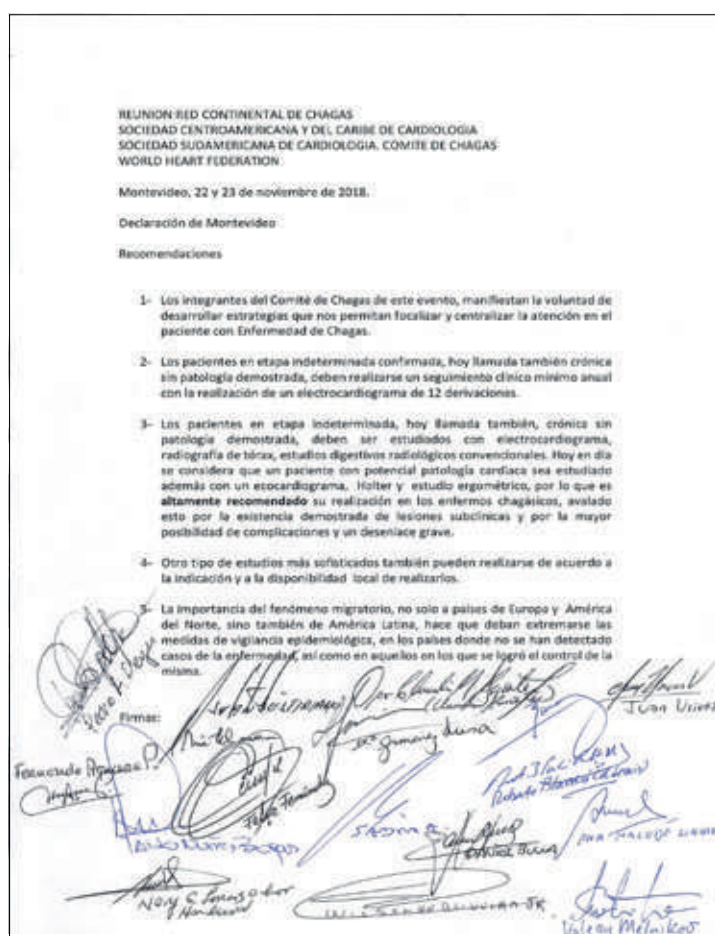 REUNION RED CONTINENTAL DE CHAGAS
SOCIEDAD CENTROAMERICANA Y DEL CARIBE DE CARDIOLOGIA
SOCIEDAD SUDAMERICANA DE CARDIOLOGIA. COMITE DE CHAGAS
WORLD HEART FEDERATION
Montevideo, 22 y 23 de noviembre de 2018.
Declaración de Montevideo
Recomendaciones
1- Los integrantes del Comité de Chagas de este evento, manifiestan la voluntad de
desarrollar estrategias que nos permitan focalizar y centralizar la atención en el
paciente con Enfermedad de Chagas.
2- Los pacientes en etapa indeterminada confirmada, hoy llamada también crónica
sin patología demostrada, deben realizarse un seguimiento clínico mínimo anual
con la realización de un electrocardiograma de 12 derivaciones.
3- Los pacientes en etapa indeterminada, hoy llamada también, crónica sin
patología demostrada, deben ser estudiados con electrocardiograma,
radiografía de tórax, estudios digestivos radiológicos convencionales. Hoy en día
se considera que un paciente con potencial patología cardíaca sea estudiado
además con un ecocardiograma, Holter y estudio ergométrico, por lo que es
altamente recomendado su realización en los enfermos chagásicos, avalado
esto por la existencia demostrada de lesiones subclínicas y por la mayor
posibilidad de complicaciones y un desenlace grave.
4- Otro tipo de estudios más sofisticados también pueden realizarse de acuerdo a
la indicación y a la disponibilidad local de realizarlos.
5- La importancia del fenómeno migratorio, no solo a países de Europa y América
del Norte, sino también de América Latina, hace que deban extremarse las
medidas de vigilancia epidemiológica, en los países donde no se han detectado
casos de la enfermedad, así como en aquellos en los que se logró el control de la
misma.
Firmas:
Juan
Fernando
Roberto
Honduras
Valeri Melnikov